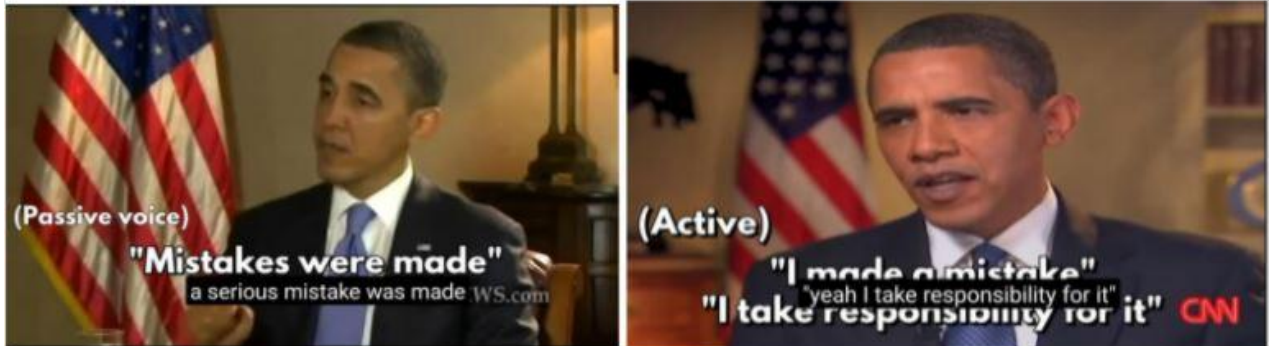 (Passive voice)
"Mistakes were made"
a serious mistake was made
WS.com
(Active)
"I made a mistake"
"yeah I take responsibility for it"
"I take responsibility for it"
CNN